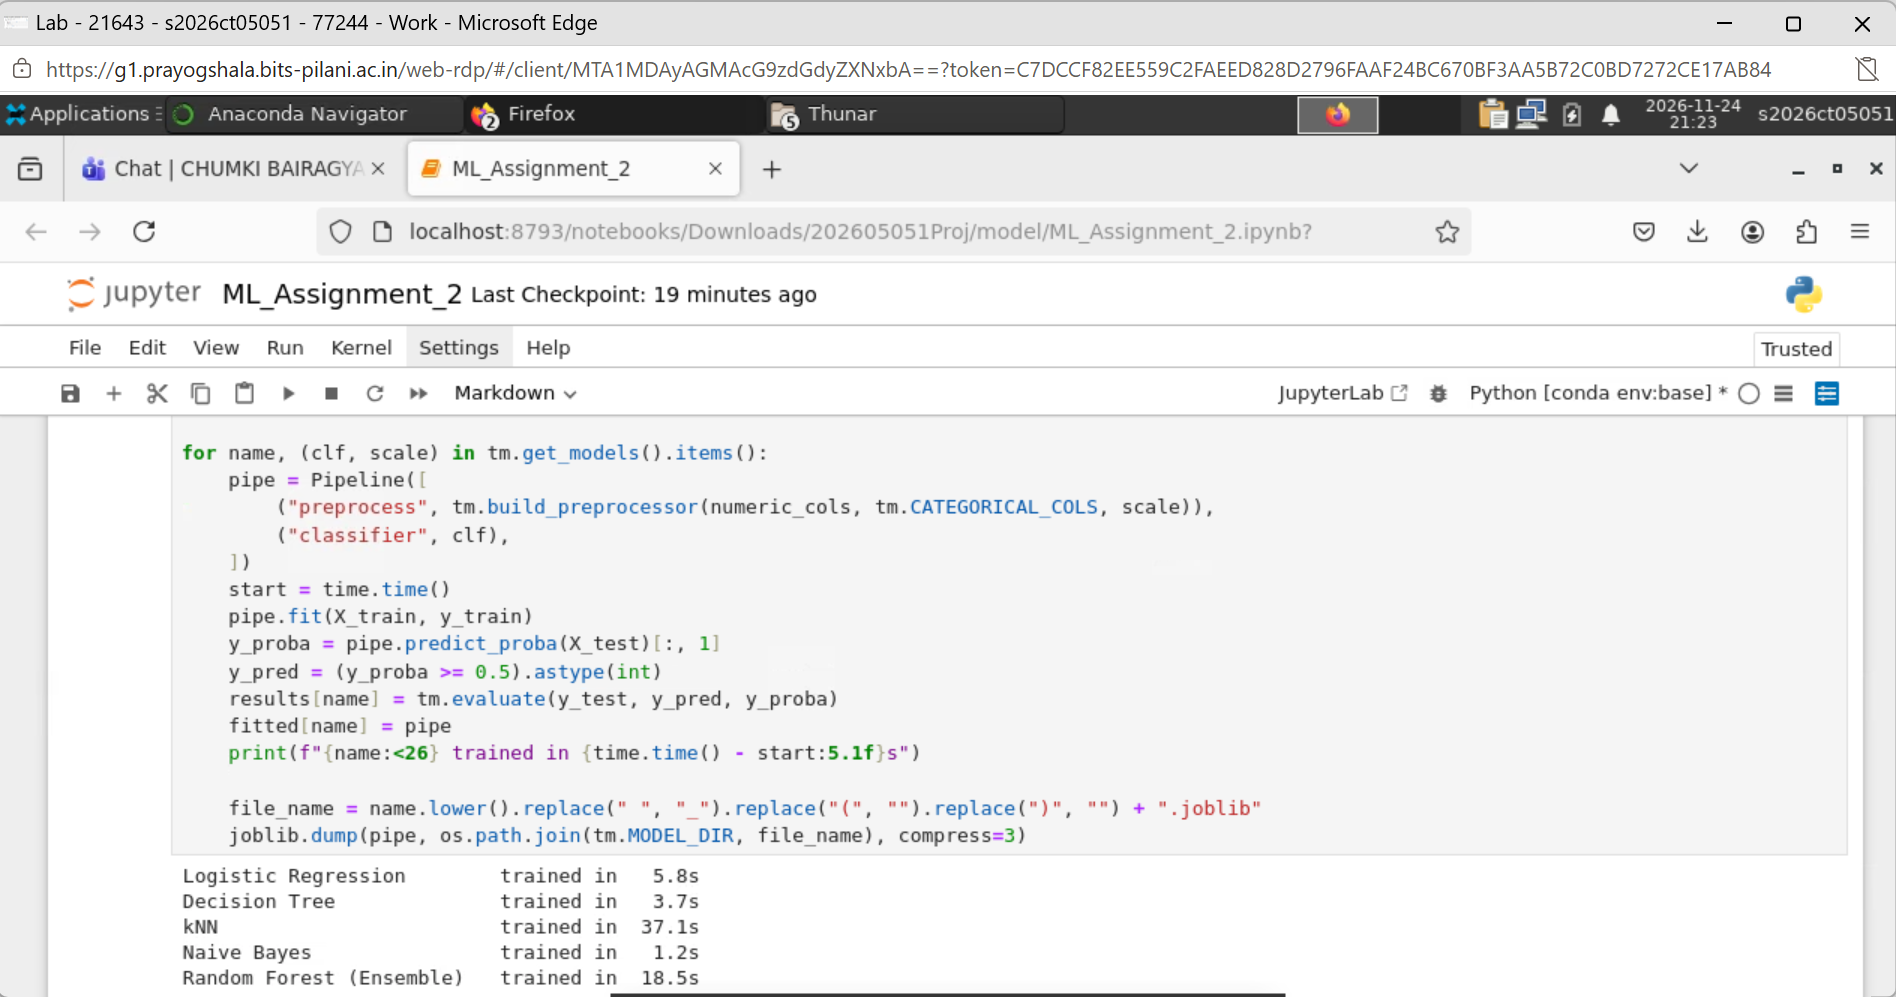 Lab - 21643 - s2026ct05051 - 77244 - Work - Microsoft Edge
https://g1.prayogshala.bits-pilani.ac.in/web-rdp/#/client/MTA1MDAyAGMAcG9zdGdyZXNxbA==?token=C7DCCF82EE559C2FAEED828D2796FAAF24BC670BF3AA5B72C0BD7272CE17AB84
Applications Anaconda Navigator 2 Firefox 5 Thunar 2026-11-24 21:23 s2026ct05051
Chat | CHUMKI BAIRAGYA ML_Assignment_2
localhost:8793/notebooks/Downloads/202605051Proj/model/ML_Assignment_2.ipynb?
jupyter ML_Assignment_2 Last Checkpoint: 19 minutes ago
File Edit View Run Kernel Settings Help Trusted
Markdown JupyterLab Python [conda env:base] *
for name, (clf, scale) in tm.get_models().items():
    pipe = Pipeline([
        ("preprocess", tm.build_preprocessor(numeric_cols, tm.CATEGORICAL_COLS, scale)),
        ("classifier", clf),
    ])
    start = time.time()
    pipe.fit(X_train, y_train)
    y_proba = pipe.predict_proba(X_test)[:, 1]
    y_pred = (y_proba >= 0.5).astype(int)
    results[name] = tm.evaluate(y_test, y_pred, y_proba)
    fitted[name] = pipe
    print(f"{name:<26} trained in {time.time() - start:5.1f}s")
    file_name = name.lower().replace(" ", "_").replace("(", "").replace(")", "") + ".joblib"
    joblib.dump(pipe, os.path.join(tm.MODEL_DIR, file_name), compress=3)
Logistic Regression        trained in   5.8s
Decision Tree              trained in   3.7s
kNN                        trained in  37.1s
Naive Bayes                trained in   1.2s
Random Forest (Ensemble)   trained in  18.5s